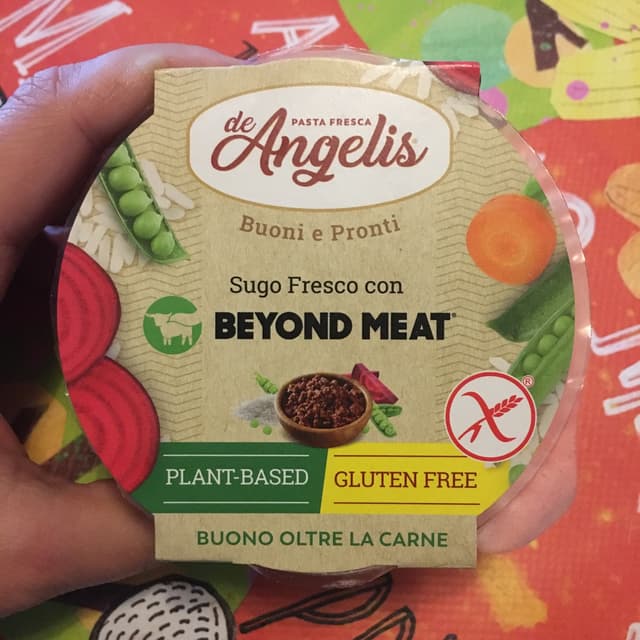 PASTA FRESCA
de Angelis®
Buoni e Pronti
Sugo Fresco con
BEYOND MEAT®
®
PLANT-BASED
GLUTEN FREE
BUONO OLTRE LA CARNE